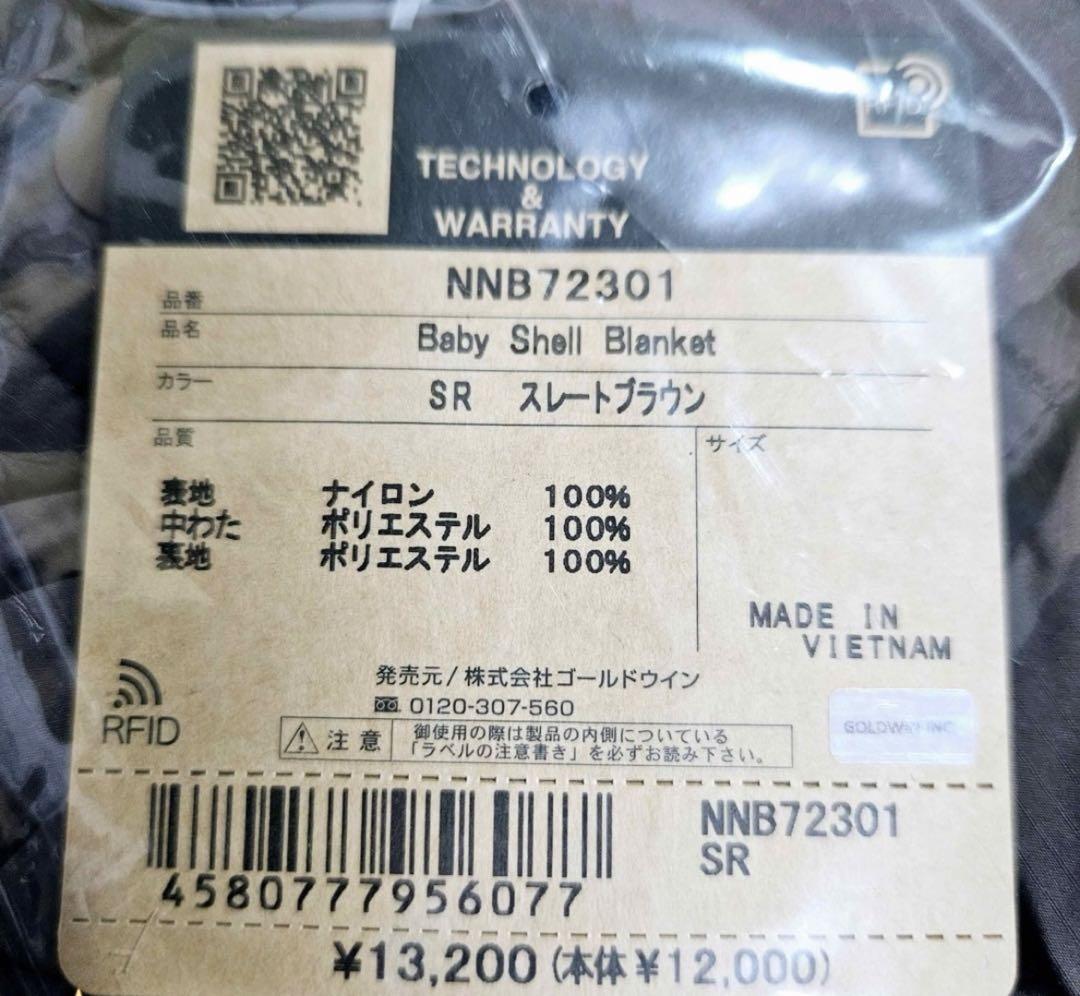 TECHNOLOGY
&
WARRANTY
品番 NNB72301
品名 Baby Shell Blanket
カラー SR スレートブラウン
品質
サイズ
表地 ナイロン 100%
中わた ポリエステル 100%
裏地 ポリエステル 100%
MADE IN
VIETNAM
発売元/株式会社ゴールドウイン
0120-307-560
RFID
注意 御使用の際は製品の内側についている
「ラベルの注意書き」を必ずお読み下さい。
GOLDWIN INC
NNB72301
SR
4580777956077
¥13,200(本体¥12,000)